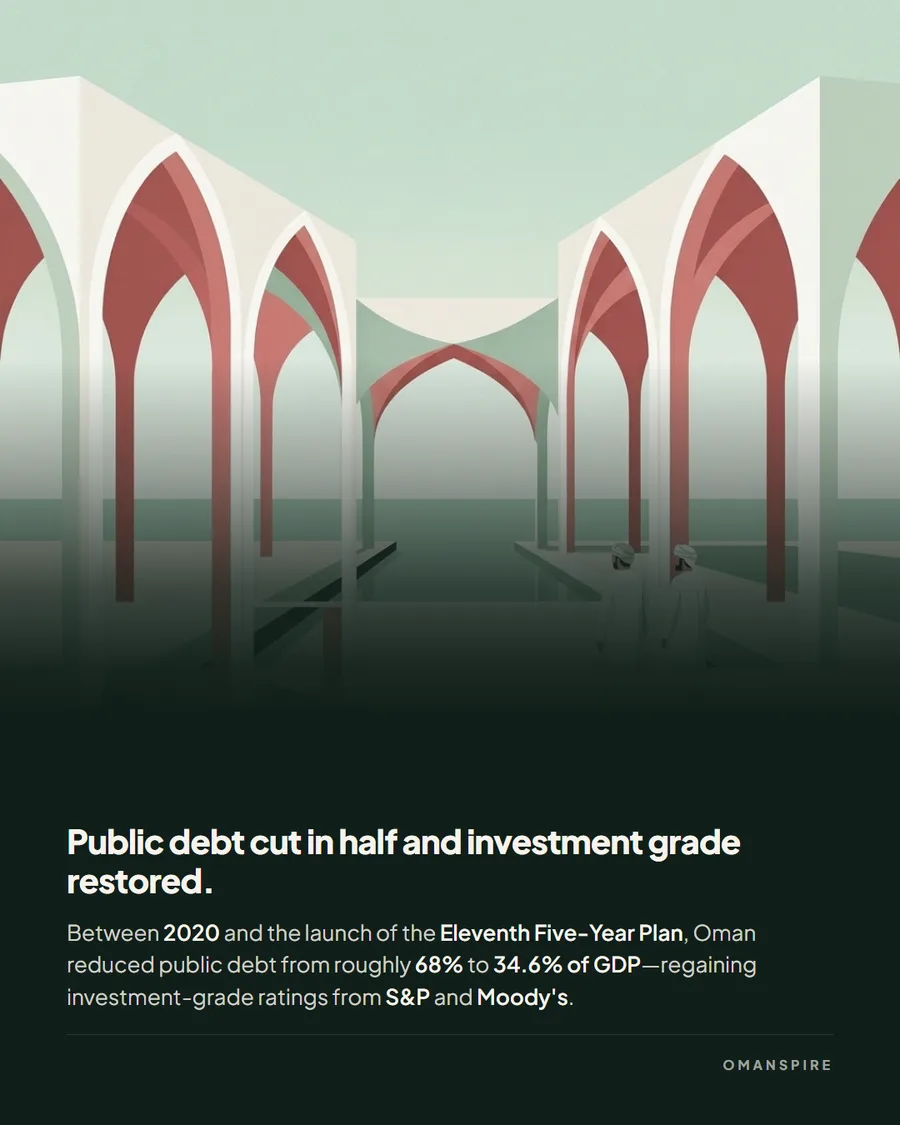 Public debt cut in half and investment grade
restored.
Between 2020 and the launch of the Eleventh Five-Year Plan, Oman
reduced public debt from roughly 68% to 34.6% of GDP—regaining
investment-grade ratings from S&P and Moody's.
OMANSPIRE